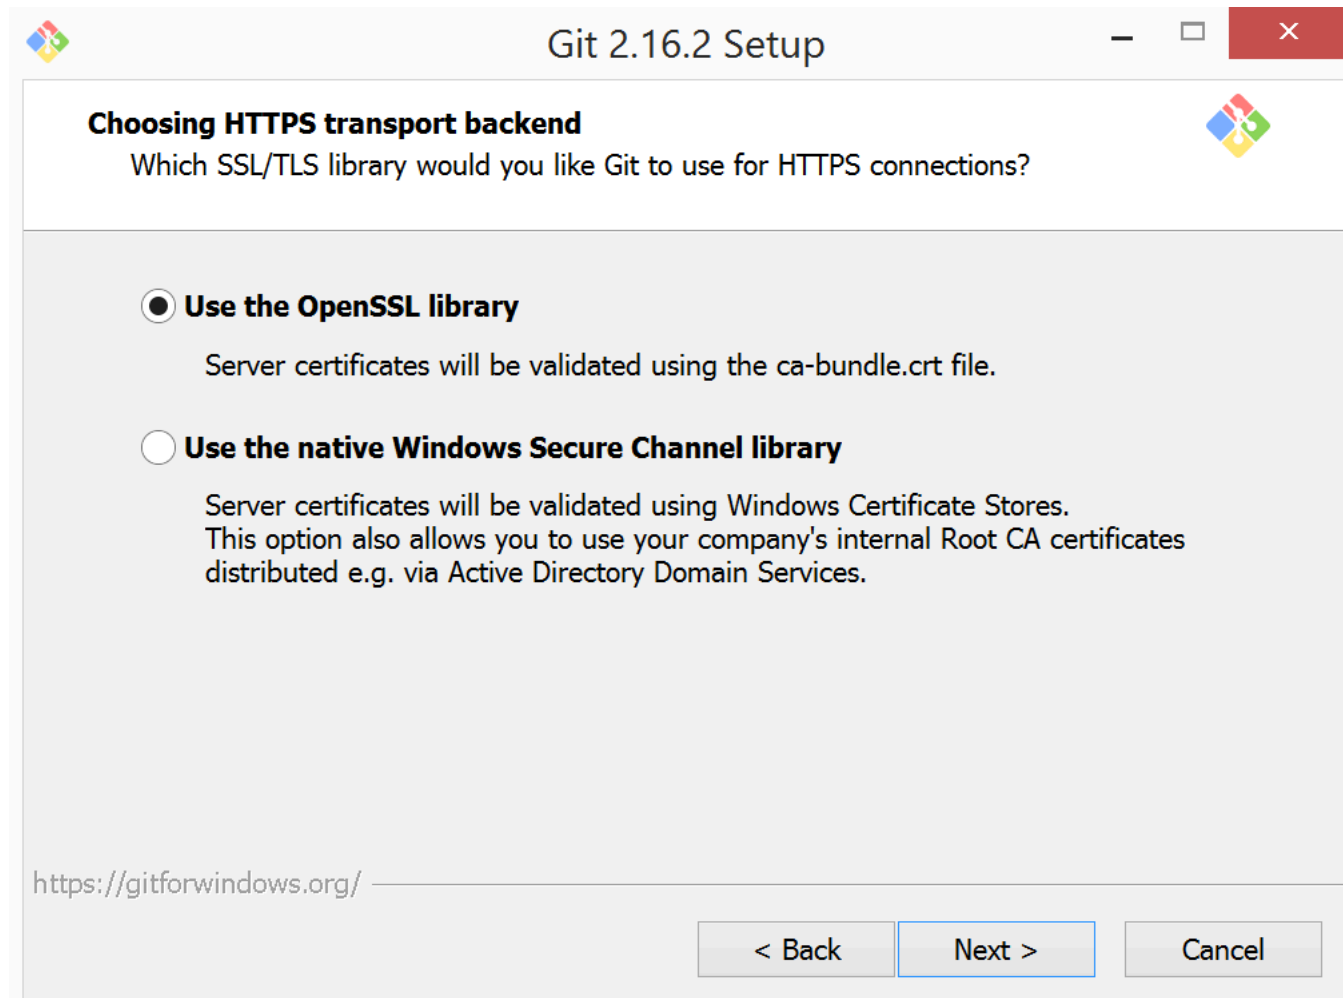 Git 2.16.2 Setup
Choosing HTTPS transport backend
Which SSL/TLS library would you like Git to use for HTTPS connections?
Use the OpenSSL library
Server certificates will be validated using the ca-bundle.crt file.
Use the native Windows Secure Channel library
Server certificates will be validated using Windows Certificate Stores.
This option also allows you to use your company's internal Root CA certificates
distributed e.g. via Active Directory Domain Services.
https://gitforwindows.org/
< Back
Next >
Cancel